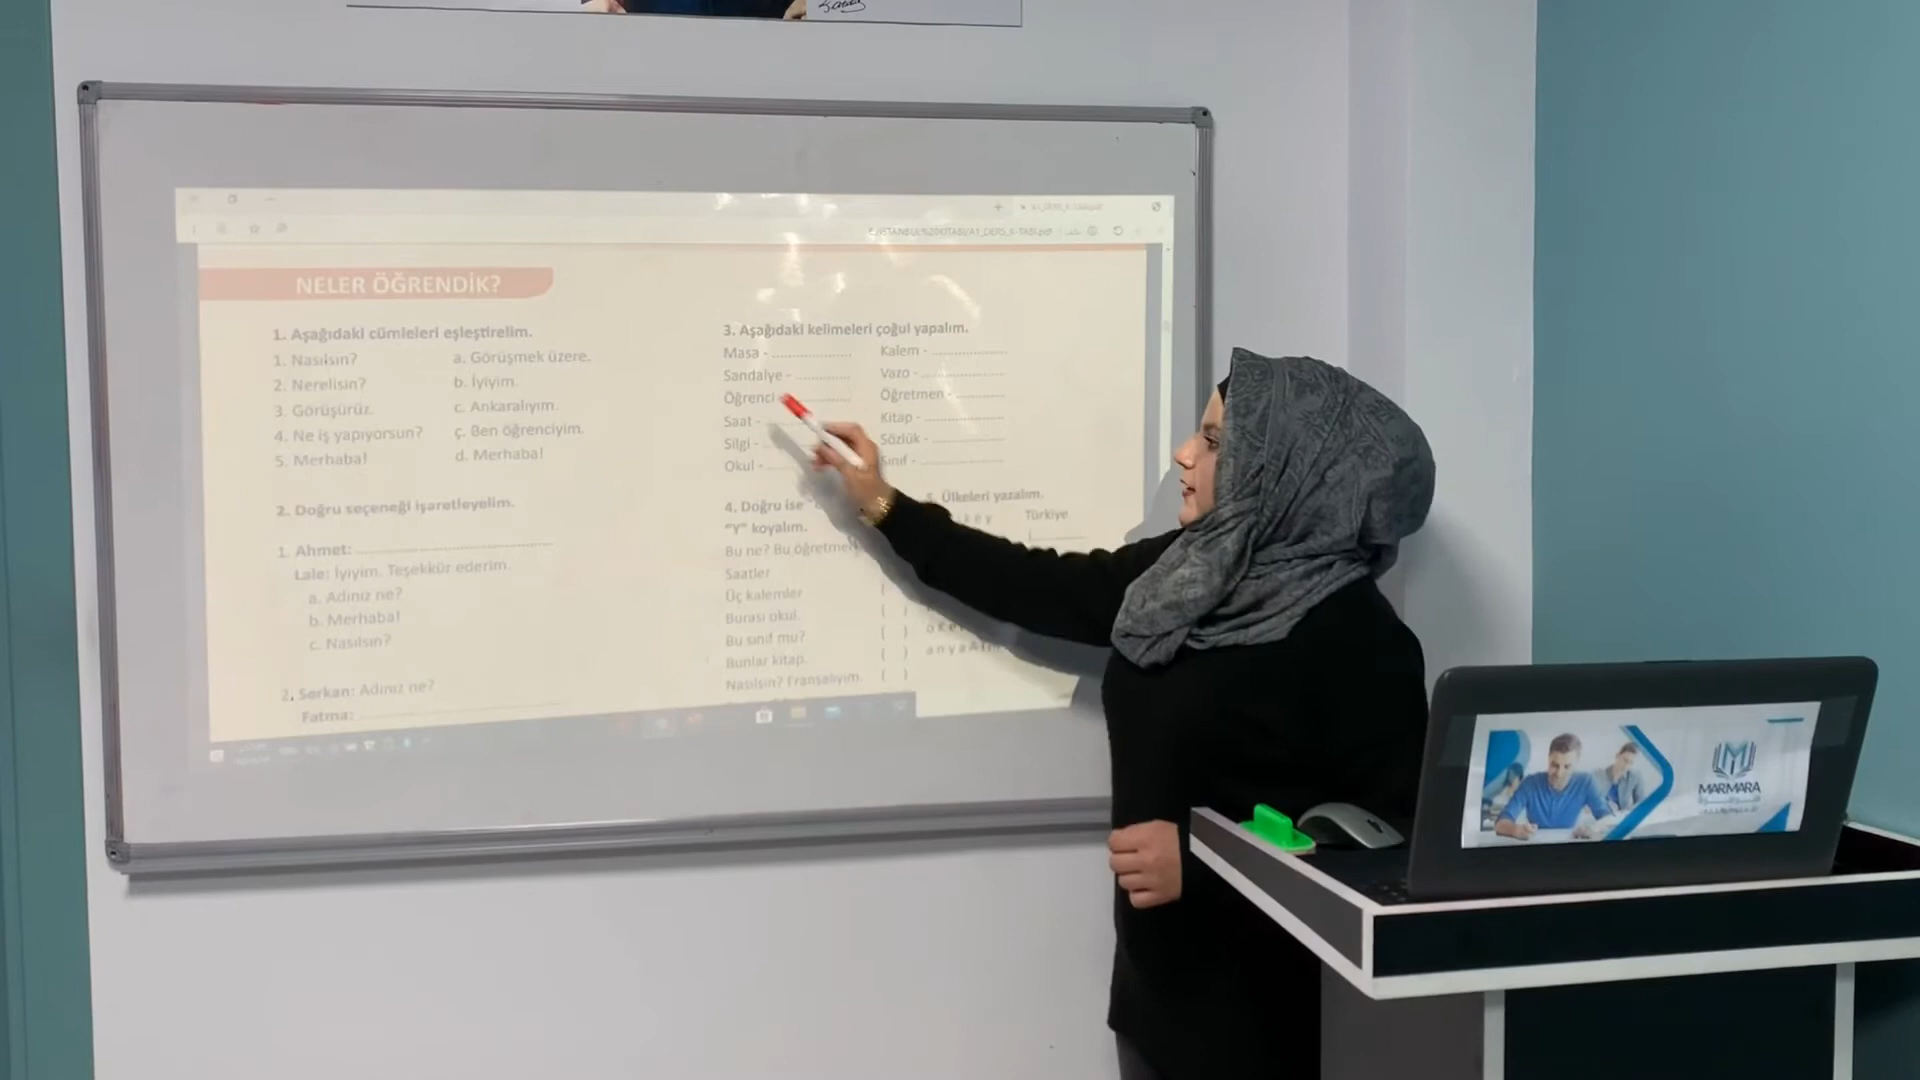 NELER ÖĞRENDİK?
1. Aşağıdaki cümleleri eşleştirelim.
1. Nasılsın? a. Görüşmek üzere.
2. Nerelisin? b. İyiyim.
3. Görüşürüz. c. Ankaralıyım.
4. Ne iş yapıyorsun? ç. Ben öğrenciyim.
5. Merhaba! d. Merhaba!
2. Doğru seçeneği işaretleyelim.
1. Ahmet:
Lale: İyiyim. Teşekkür ederim.
a. Adınız ne?
b. Merhaba!
c. Nasılsın?
2. Serkan: Adınız ne?
Fatma:
3. Aşağıdaki kelimeleri çoğul yapalım.
Masa - Kalem -
Sandalye - Vazo -
Öğrenci - Öğretmen -
Saat - Kitap -
Silgi - Sözlük -
Okul - Sınıf -
4. Doğru ise
"Y" koyalım.
Bu ne? Bu öğretmen
Saatler
Üç kalemler ( )
Burası okul. ( )
Bu sınıf mu? ( )
Bunlar kitap. ( )
Nasılsın? Fransalıyım. ( )
5. Ülkeleri yazalım.
Türkiye
MARMARA